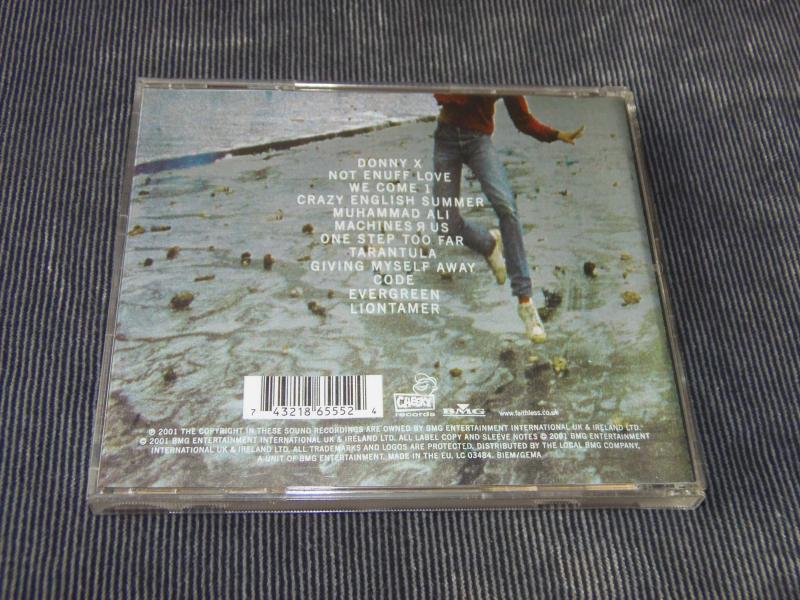 DONNY X
NOT ENUFF LOVE
WE COME 1
CRAZY ENGLISH SUMMER
MUHAMMAD ALI
MACHINES Я US
ONE STEP TOO FAR
TARANTULA
GIVING MYSELF AWAY
CODE
EVERGREEN
LIONTAMER
7 43218 65552 4
CHEEKY
records
BMG
www.faithless.co.uk
℗ 2001 THE COPYRIGHT IN THESE SOUND RECORDINGS ARE OWNED BY BMG ENTERTAINMENT INTERNATIONAL UK & IRELAND LTD.
© 2001 BMG ENTERTAINMENT INTERNATIONAL UK & IRELAND LTD. ALL LABEL COPY AND SLEEVE NOTES © 2001 BMG ENTERTAINMENT
INTERNATIONAL UK & IRELAND LTD. ALL TRADEMARKS AND LOGOS ARE PROTECTED. DISTRIBUTED BY THE LOCAL BMG COMPANY,
A UNIT OF BMG ENTERTAINMENT. MADE IN THE EU. LC 03484. BIEM/GEMA